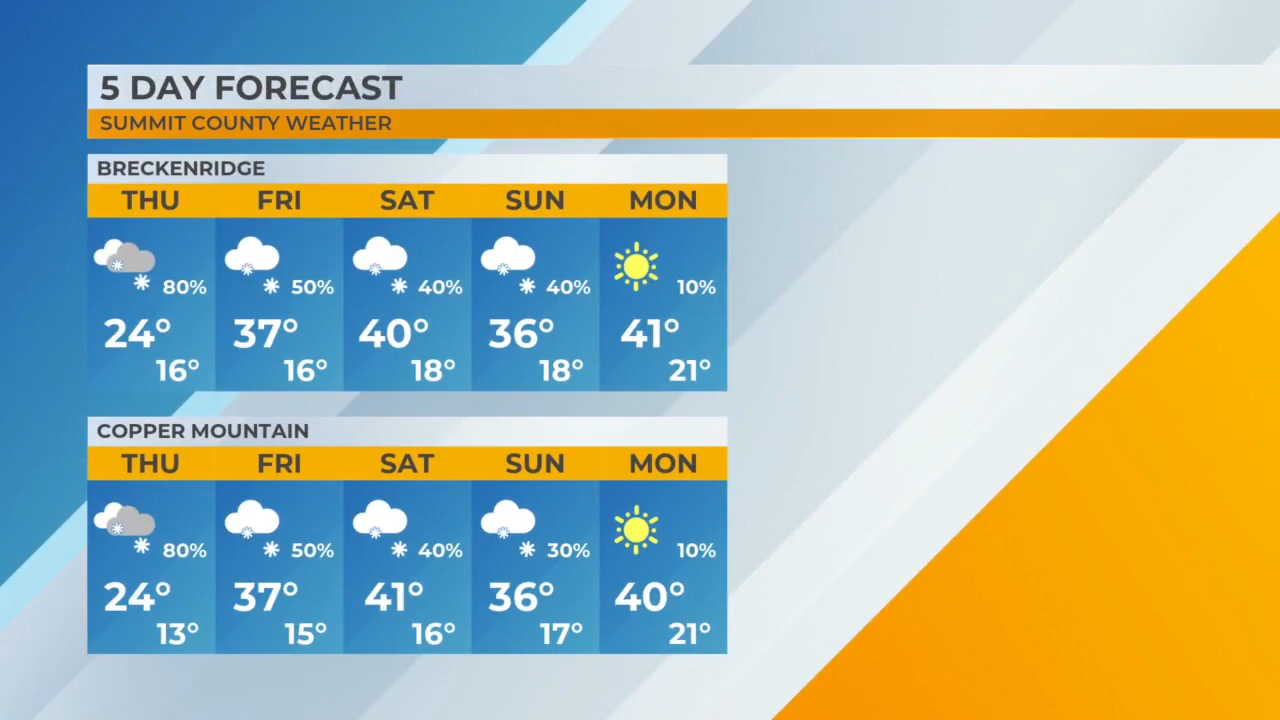 5 DAY FORECAST
SUMMIT COUNTY WEATHER
BRECKENRIDGE
THU FRI SAT SUN MON
80% 50% 40% 40% 10%
24° 37° 40° 36° 41°
16° 16° 18° 18° 21°
COPPER MOUNTAIN
THU FRI SAT SUN MON
80% 50% 40% 30% 10%
24° 37° 41° 36° 40°
13° 15° 16° 17° 21°